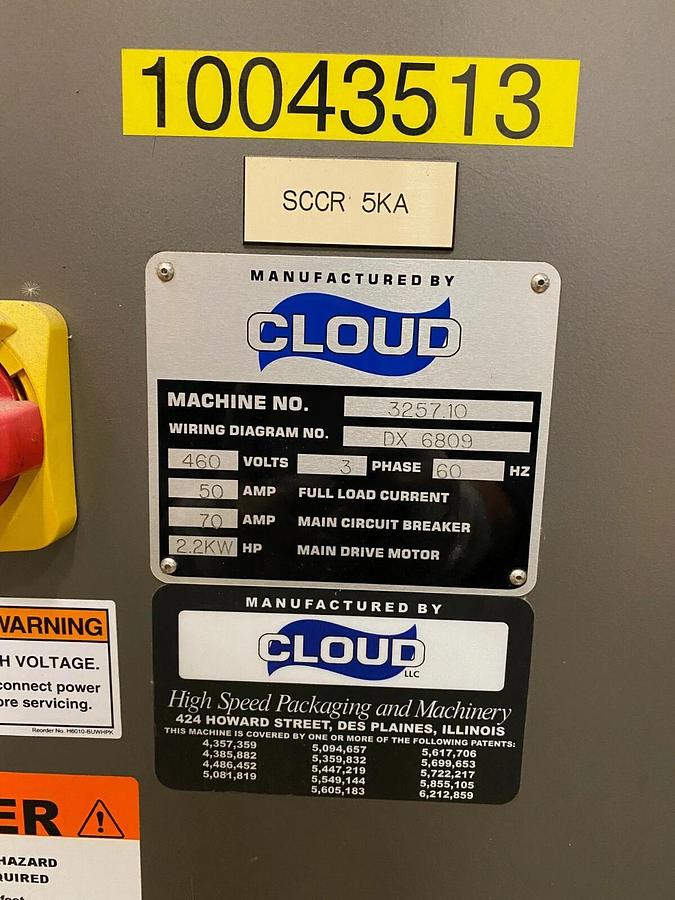 10043513
SCCR 5KA
MANUFACTURED BY
CLOUD
MACHINE NO. 3257.10
WIRING DIAGRAM NO. DX 6809
460 VOLTS 3 PHASE 60 HZ
50 AMP FULL LOAD CURRENT
70 AMP MAIN CIRCUIT BREAKER
2.2KW HP MAIN DRIVE MOTOR
MANUFACTURED BY
CLOUD
LLC
High Speed Packaging and Machinery
424 HOWARD STREET, DES PLAINES, ILLINOIS
THIS MACHINE IS COVERED BY ONE OR MORE OF THE FOLLOWING PATENTS:
4,357,359 5,094,657 5,617,706
4,385,882 5,359,832 5,699,653
4,486,452 5,447,219 5,722,217
5,081,819 5,549,144 5,855,105
5,605,183 6,212,859
WARNING
H VOLTAGE.
connect power
ore servicing.
Reorder No. H6010-BUWHPK
ER
HAZARD
QUIRED